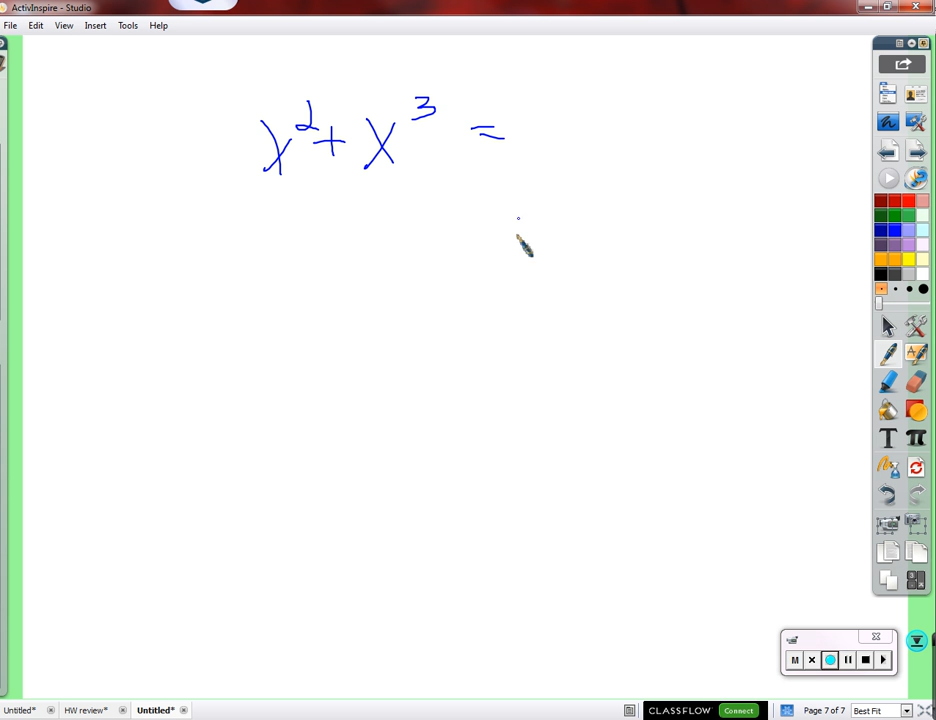 ActivInspire - Studio
File Edit View Insert Tools Help
x² + x³ =
T π
M
Untitled* HW review* Untitled* CLASSFLOW Connect Page 7 of 7 Best Fit